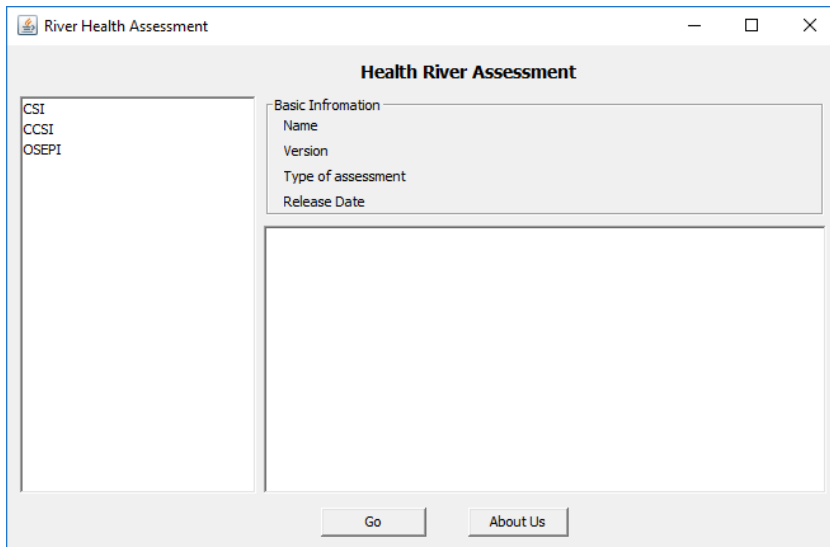 River Health Assessment
Health River Assessment
CSI
CCSI
OSEPI
Basic Infromation
Name
Version
Type of assessment
Release Date
Go
About Us